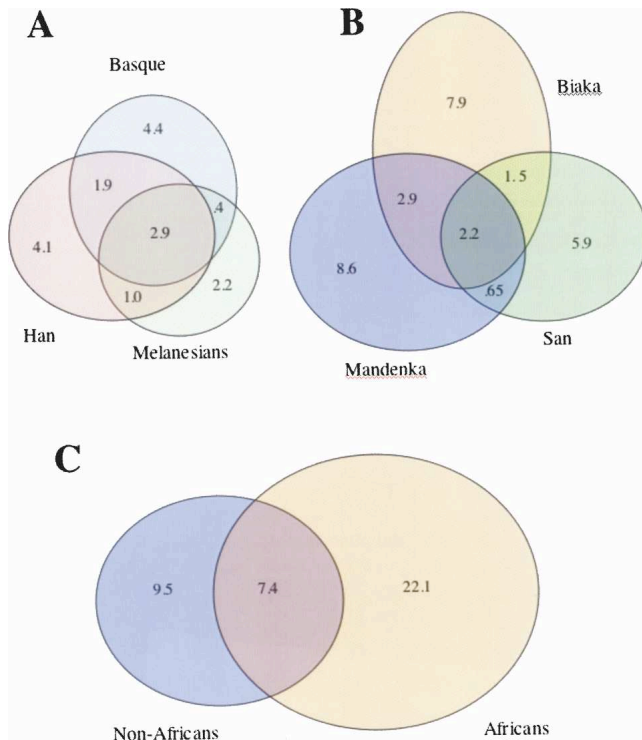 A
B
Basque
Biaka
4.4
7.9
1.9
.4
2.9
1.5
2.9
2.2
4.1
5.9
2.2
8.6
1.0
.65
Han
Melanesians
San
Mandenka
C
9.5
7.4
22.1
Non-Africans
Africans